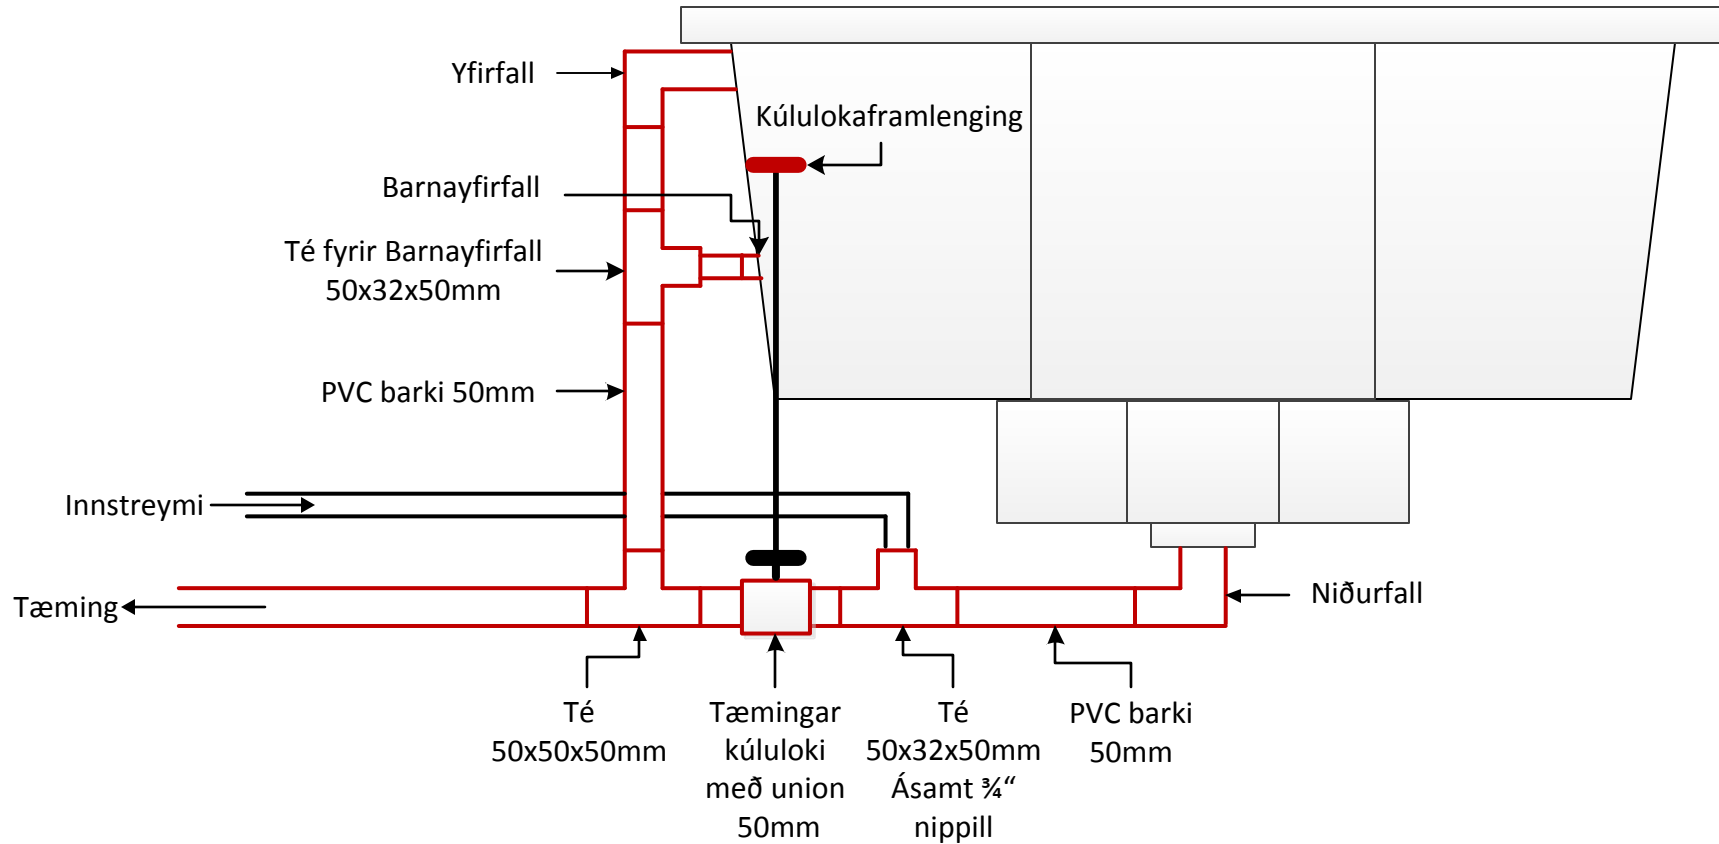 Yfirfall
Kúlulokaframlenging
Barnayfirfall
Té fyrir Barnayfirfall
50x32x50mm
PVC barki 50mm
Innstreymi
Tæming
Niðurfall
Té
50x50x50mm
Tæmingar
kúluloki
með union
50mm
Té
50x32x50mm
Ásamt ¾“
nippill
PVC barki
50mm